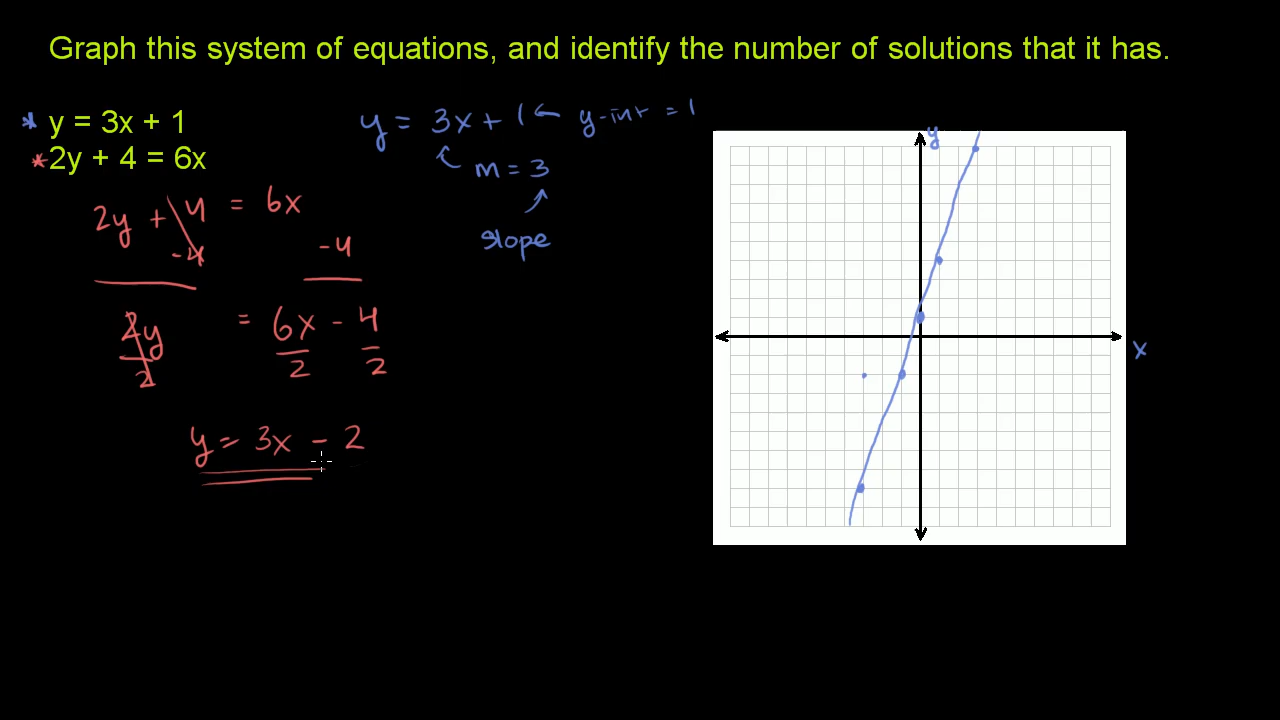 Graph this system of equations, and identify the number of solutions that it has.
* y = 3x + 1
* 2y + 4 = 6x
y = 3x + 1 ← y-int = 1
m = 3
slope
2y + 4 = 6x
-4 -4
2y = 6x - 4
2 2 2
y = 3x - 2
y
x